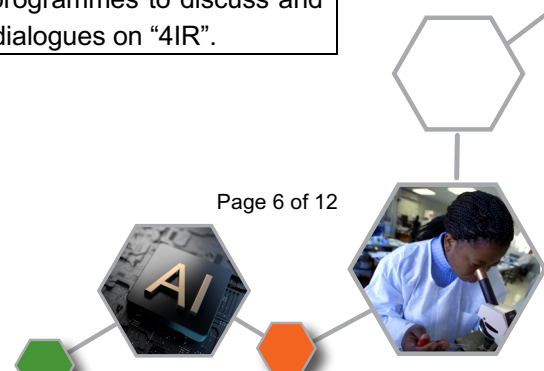 programmes to discuss and
dialogues on “4IR”.
Page 6 of 12
AI